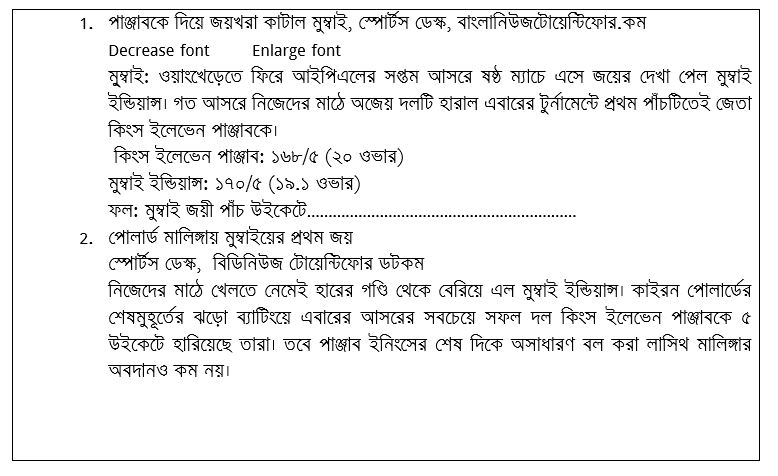 1. পাঞ্জাবকে দিয়ে জয়খরা কাটাল মুম্বাই, স্পোর্টস ডেস্ক, বাংলানিউজটোয়েন্টিফোর.কম
Decrease font Enlarge font
মুম্বাই: ওয়াংখেড়েতে ফিরে আইপিএলের সপ্তম আসরে ষষ্ঠ ম্যাচে এসে জয়ের দেখা পেল মুম্বাই
ইন্ডিয়ান্স। গত আসরে নিজেদের মাঠে অজেয় দলটি হারাল এবারের টুর্নামেন্টে প্রথম পাঁচটিতেই জেতা
কিংস ইলেভেন পাঞ্জাবকে।
কিংস ইলেভেন পাঞ্জাব: ১৬৮/৫ (২০ ওভার)
মুম্বাই ইন্ডিয়ান্স: ১৭০/৫ (১৯.১ ওভার)
ফল: মুম্বাই জয়ী পাঁচ উইকেটে...............................................................
2. পোলার্ড মালিঙ্গায় মুম্বাইয়ের প্রথম জয়
স্পোর্টস ডেস্ক, বিডিনিউজ টোয়েন্টিফোর ডটকম
নিজেদের মাঠে খেলতে নেমেই হারের গণ্ডি থেকে বেরিয়ে এল মুম্বাই ইন্ডিয়ান্স। কাইরন পোলার্ডের
শেষমুহূর্তের ঝড়ো ব্যাটিংয়ে এবারের আসরের সবচেয়ে সফল দল কিংস ইলেভেন পাঞ্জাবকে ৫
উইকেটে হারিয়েছে তারা। তবে পাঞ্জাব ইনিংসের শেষ দিকে অসাধারণ বল করা লাসিথ মালিঙ্গার
অবদানও কম নয়।